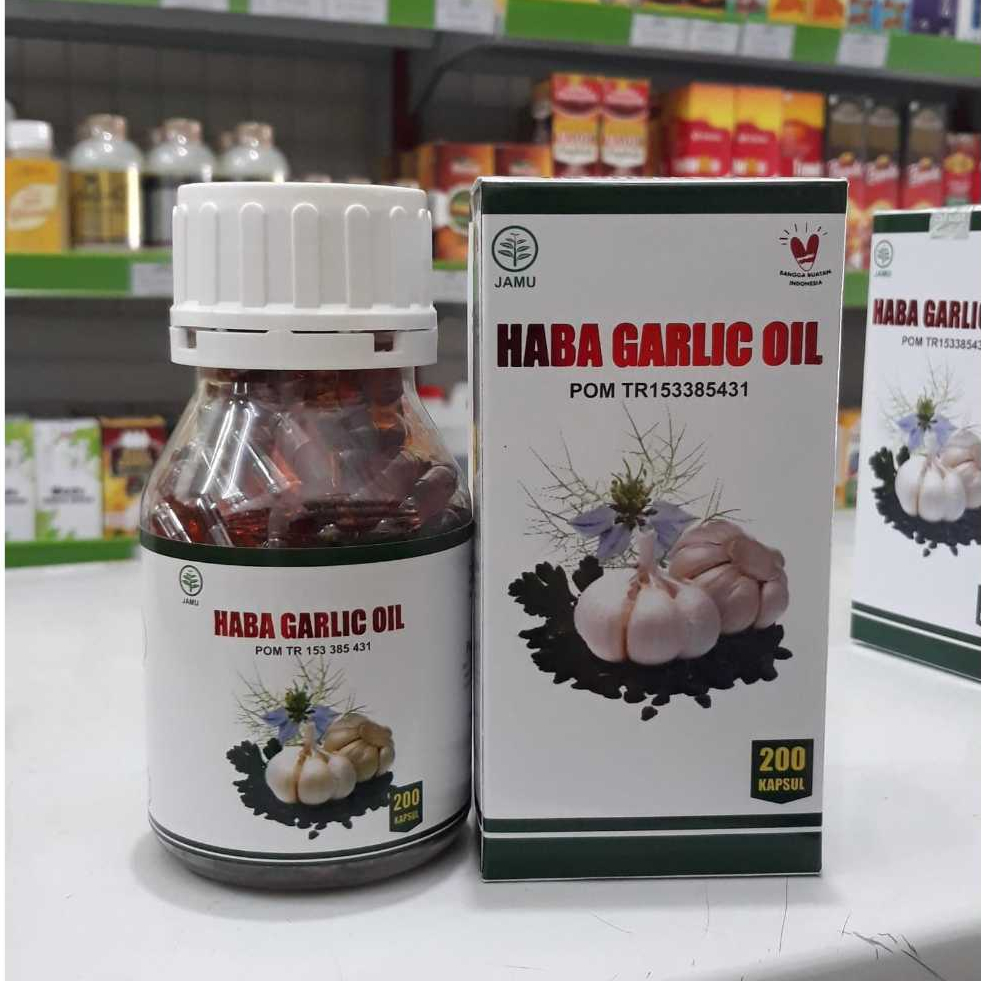 JAMU
BANGGA BUATAN
INDONESIA
HABA GARLIC OIL
POM TR153385431
200
KAPSUL
JAMU
HABA GARLIC OIL
POM TR 153 385 431
200
KAPSUL
JAMU
HABA GARLIC
POM TR1533854